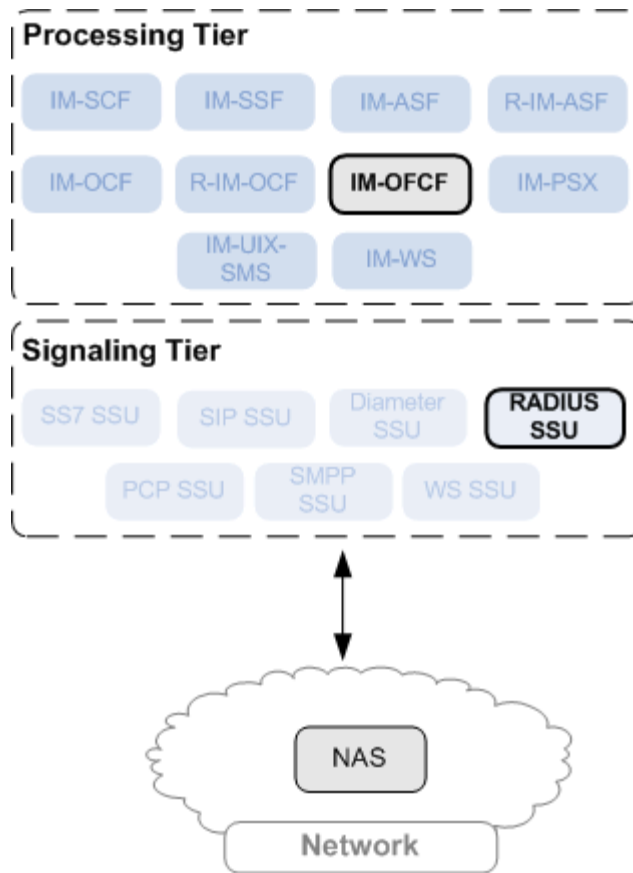 Processing Tier
IM-SCF IM-SSF IM-ASF R-IM-ASF
IM-OCF R-IM-OCF IM-OFCF IM-PSX
IM-UIX-
SMS
IM-WS
Signaling Tier
SS7 SSU SIP SSU
Diameter
SSU
RADIUS
SSU
PCP SSU
SMPP
SSU
WS SSU
NAS
Network